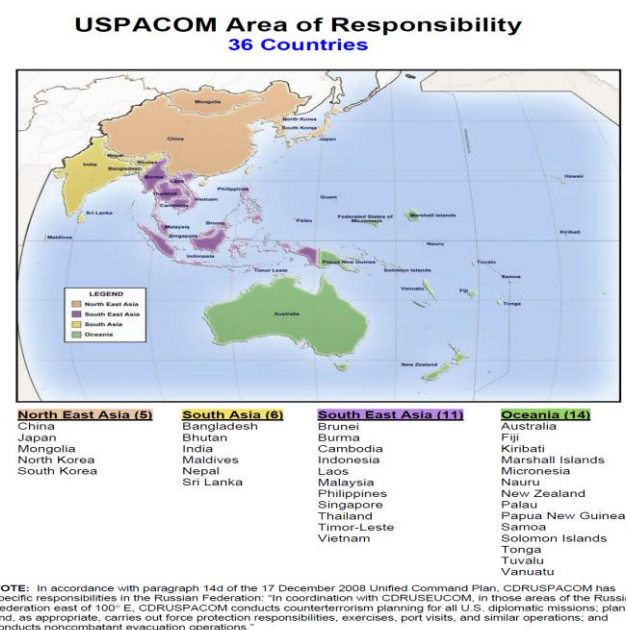 USPACOM Area of Responsibility
36 Countries
Mongolia
North Korea
South Korea
China
Japan
Nepal
Bhutan
India
Bangladesh
Burma
Laos
Hawaii
Thailand
Philippines
Vietnam
Guam
Cambodia
Sri Lanka
Palau
Federated States of
Micronesia
Marshall Islands
Malaysia
Brunei
Kiribati
Maldives
Singapore
Nauru
Indonesia
Papua New Guinea
Tuvalu
Timor Leste
Solomon Islands
Samoa
Vanuatu
Fiji
Tonga
LEGEND
North East Asia
South East Asia
South Asia
Oceania
Australia
New Zealand
North East Asia (5)
China
Japan
Mongolia
North Korea
South Korea
South Asia (6)
Bangladesh
Bhutan
India
Maldives
Nepal
Sri Lanka
South East Asia (11)
Brunei
Burma
Cambodia
Indonesia
Laos
Malaysia
Philippines
Singapore
Thailand
Timor-Leste
Vietnam
Oceania (14)
Australia
Fiji
Kiribati
Marshall Islands
Micronesia
Nauru
New Zealand
Palau
Papua New Guinea
Samoa
Solomon Islands
Tonga
Tuvalu
Vanuatu
OTE: In accordance with paragraph 14d of the 17 December 2008 Unified Command Plan, CDRUSPACOM has
pecific responsibilities in the Russian Federation: "In coordination with CDRUSEUCOM, in those areas of the Russia
ederation east of 100° E, CDRUSPACOM conducts counterterrorism planning for all U.S. diplomatic missions; plan
nd, as appropriate, carries out force protection responsibilities, exercises, port visits, and similar operations; and
onducts noncombatant evacuation operations."